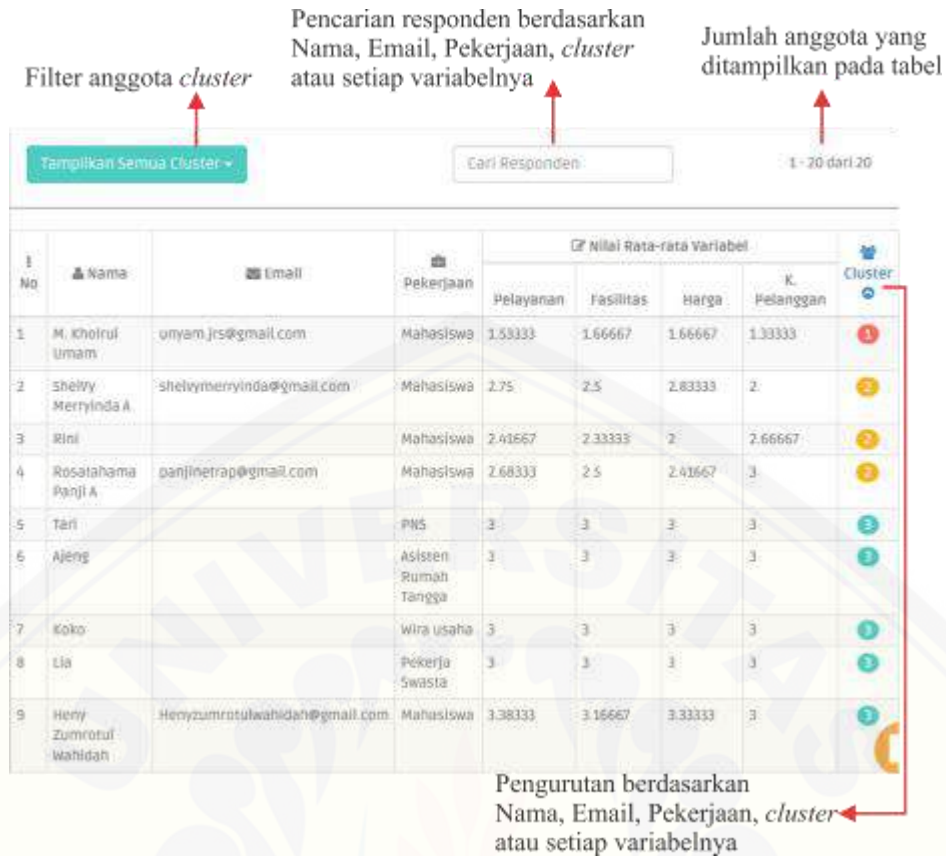 Pencarian responden berdasarkan
Nama, Email, Pekerjaan, cluster
atau setiap variabelnya
Jumlah anggota yang
ditampilkan pada tabel
Filter anggota cluster
Tampilkan Semua Cluster
Cari Responden
1 - 20 dari 20
No
Nama
Email
Pekerjaan
Nilai Rata-rata Variabel
Pelayanan
Fasilitas
Harga
K.
Pelanggan
Cluster
1 M. Khoirul Umam unyam.jrs@gmail.com Mahasiswa 1.53333 1.66667 1.66667 1.33333 1
2 Shelvy Merryinda A shelvymerryinda@gmail.com Mahasiswa 2.75 2.5 2.83333 2 2
3 Rini Mahasiswa 2.41667 2.33333 2 2.66667 2
4 Rosatahama Panji A panjinetrap@gmail.com Mahasiswa 2.68333 2.5 2.41667 3 2
5 Tari PNS 3 3 3 3 3
6 Ajeng Asisten Rumah Tangga 3 3 3 3 3
7 Koko Wira usaha 3 3 3 3 3
8 Lia Pekerja Swasta 3 3 3 3 3
9 Heny Zumrotul Wahidah Henyzumrotulwahidah@gmail.com Mahasiswa 3.38333 3.16667 3.33333 3 3
UNIVERSITAS
Pengurutan berdasarkan
Nama, Email, Pekerjaan, cluster
atau setiap variabelnya